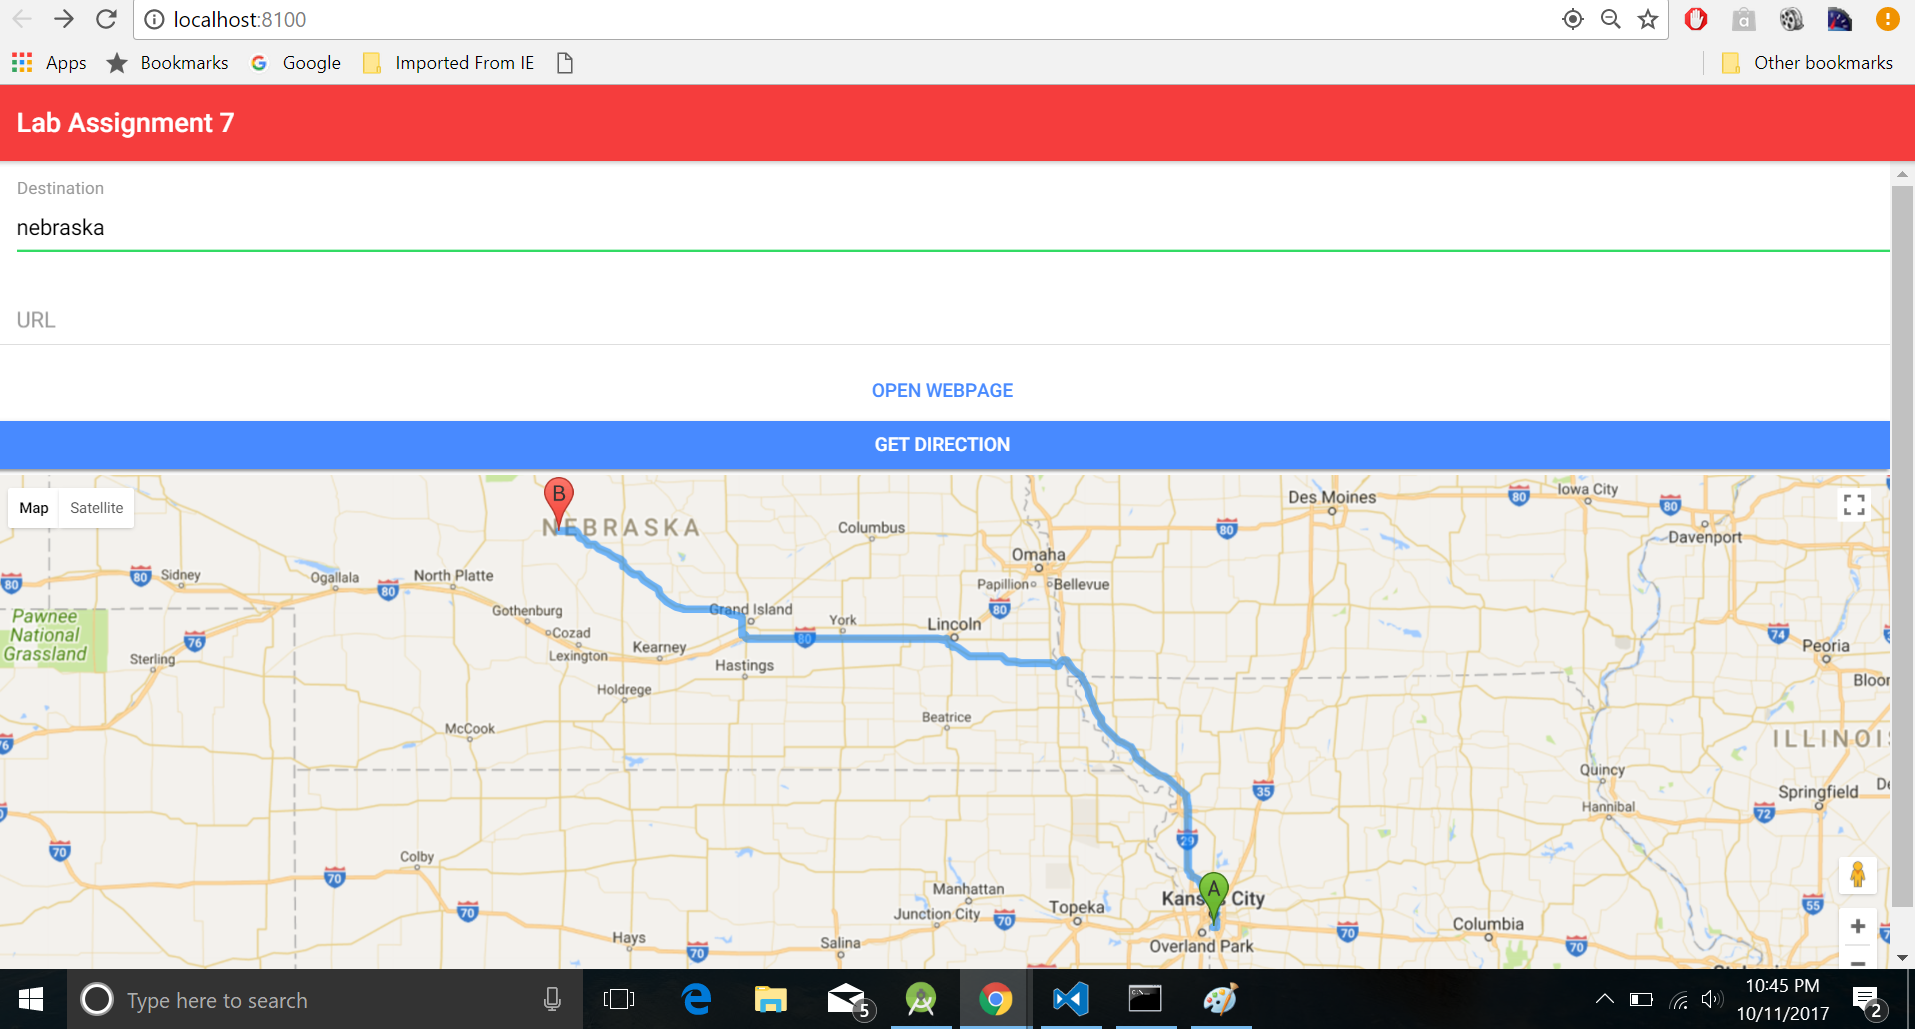 localhost:8100
Apps Bookmarks Google Imported From IE Other bookmarks
Lab Assignment 7
Destination
nebraska
URL
OPEN WEBPAGE
GET DIRECTION
Map Satellite
B
NEBRASKA
Columbus
Des Moines
80
Iowa City
80
80
Davenport
Omaha
Papillion
Bellevue
80
80
Sidney
Ogallala
80
North Platte
Gothenburg
Cozad
Lexington
Kearney
Grand Island
80
York
Lincoln
80
Hastings
Holdrege
Pawnee
National
Grassland
76
Sterling
74
Peoria
Beatrice
McCook
ILLINOI
Quincy
Hannibal
Springfield
72
35
29
70
Colby
70
70
Manhattan
Junction City
70
Topeka
A
Kansas City
Overland Park
70
Columbia
70
55
Hays
70
Salina
Type here to search
5
10:45 PM
10/11/2017
2